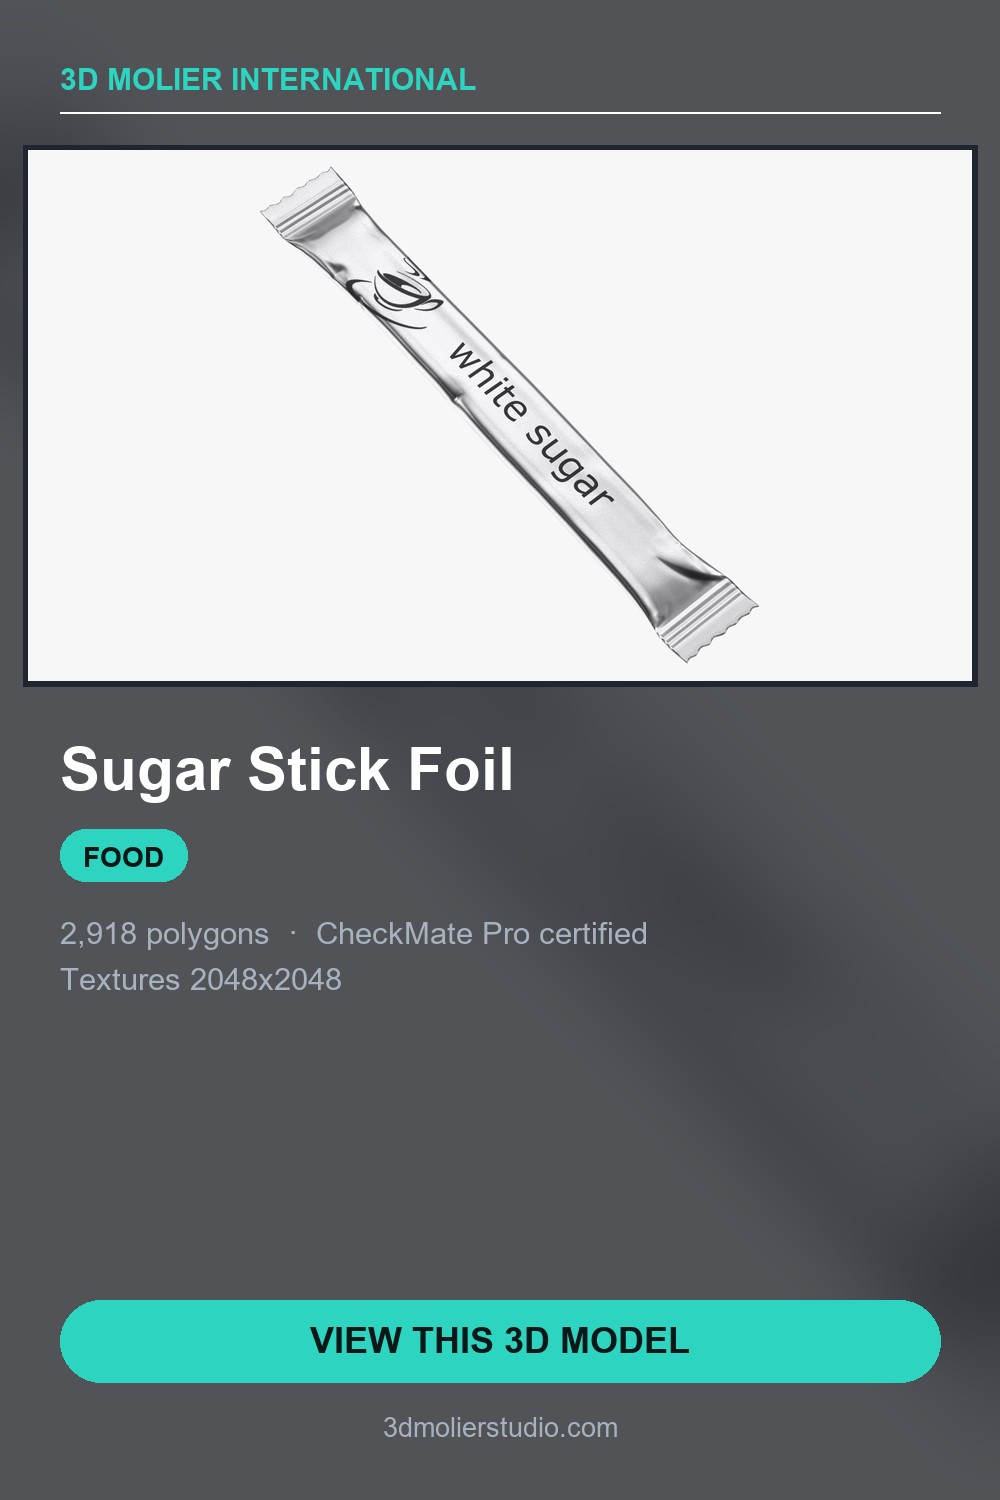 3D MOLIER INTERNATIONAL
white sugar
Sugar Stick Foil
FOOD
2,918 polygons · CheckMate Pro certified
Textures 2048x2048
VIEW THIS 3D MODEL
3dmolierstudio.com